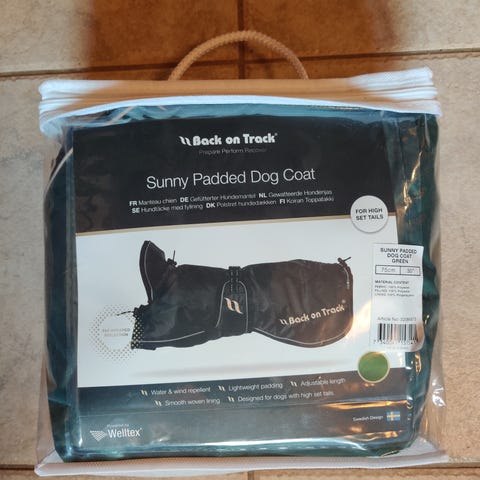 Back on Track®
Prepare Perform Recover
Sunny Padded Dog Coat
FR Manteau chien DE Gefütterter Hundemantel NL Gewatteerde Hondenjas
SE Hundtäcke med fyllning DK Polstret hundedækken FI Koiran Toppatakki
FOR HIGH
SET TAILS
SUNNY PADDED
DOG COAT
GREEN
75cm 30"
MATERIAL CONTENT
Back on Track®
Water & wind repellent
Lightweight padding
Adjustable length
Smooth woven lining
Designed for dogs with high set tails
Welltex®
Swedish Design